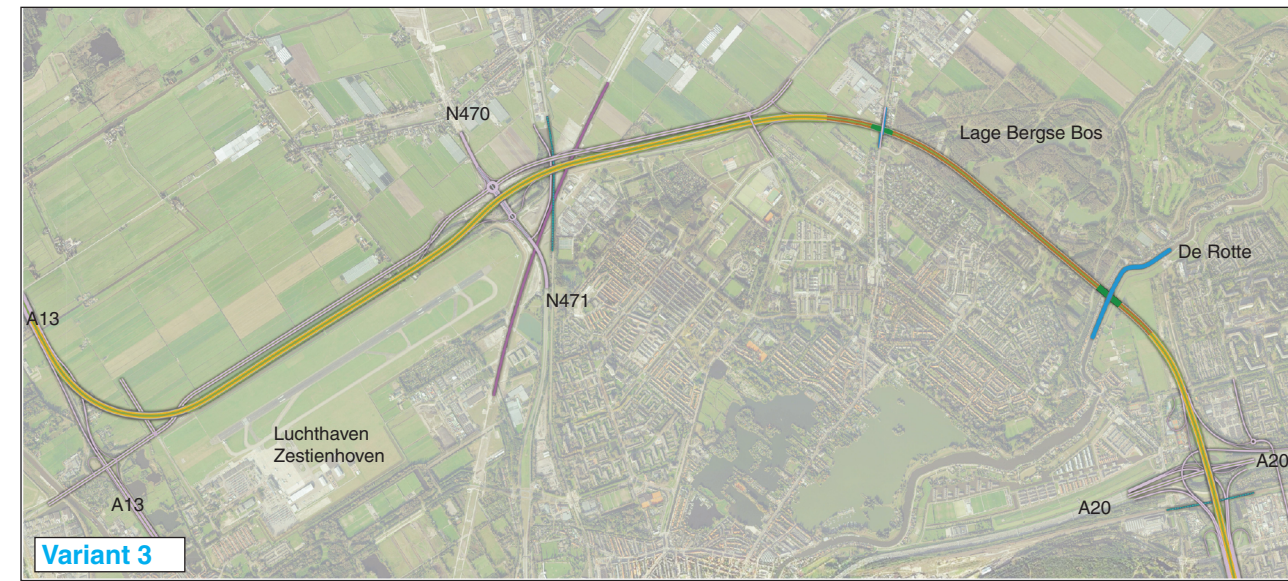 N470
Lage Bergse Bos
De Rotte
N471
A13
Luchthaven
Zestienhoven
A20
A13
A20
Variant 3